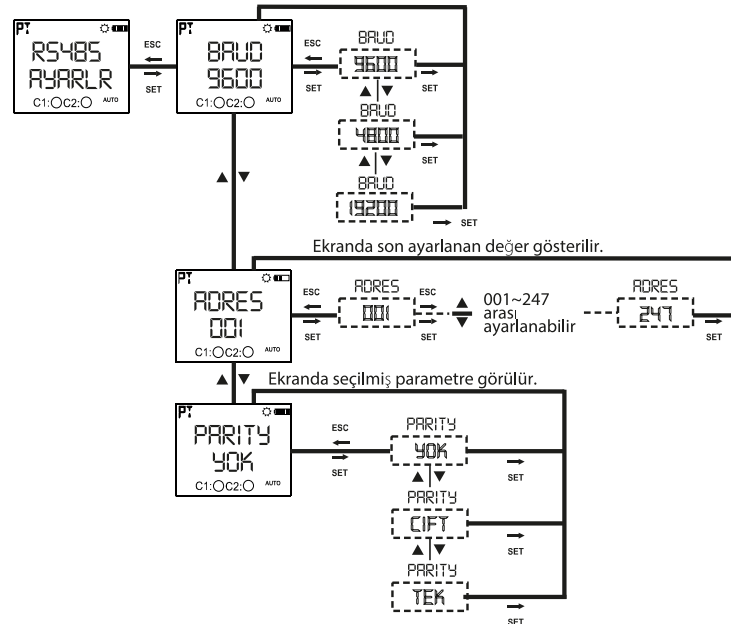 PT
RS485
AYARLR
C1: C2: AUTO
ESC
SET
PT
BAUD
9600
C1: C2: AUTO
ESC
SET
BAUD
9600
SET
BAUD
4800
SET
BAUD
19200
SET
Ekranda son ayarlanan değer gösterilir.
PT
ADRES
001
C1: C2: AUTO
ESC
SET
ADRES
001
ESC
SET
001~247
arası
ayarlanabilir
ADRES
247
SET
Ekranda seçilmiş parametre görülür.
PT
PARITY
YOK
C1: C2: AUTO
ESC
SET
PARITY
YOK
SET
PARITY
CIFT
SET
PARITY
TEK
SET